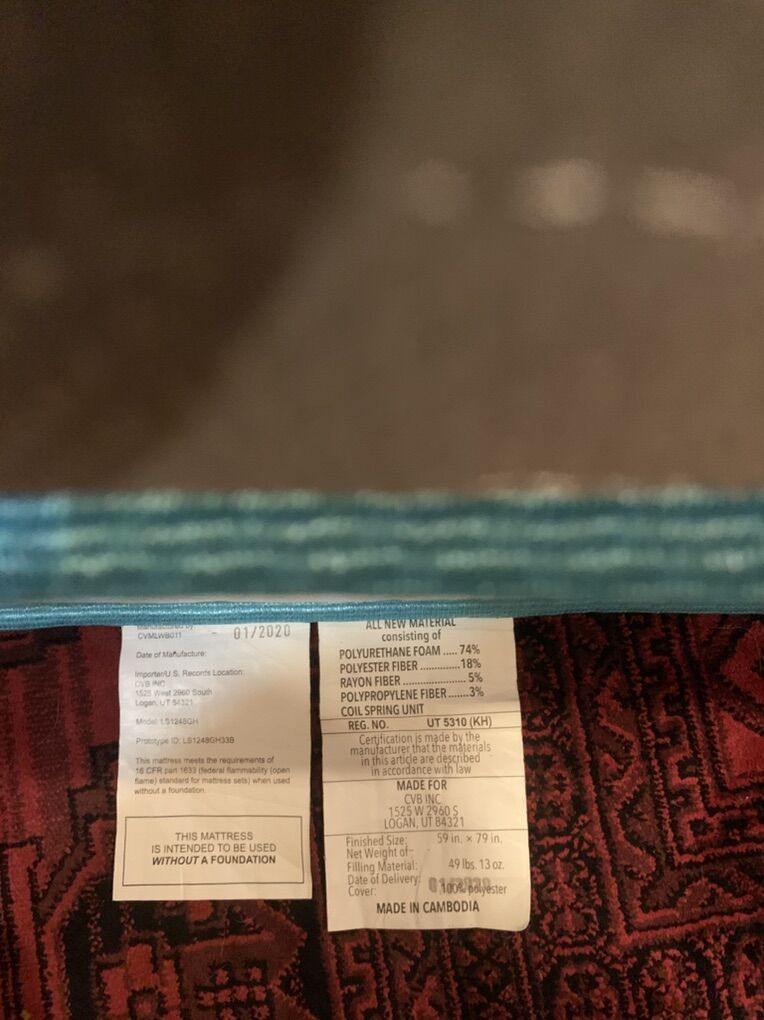 CVMLWB011
01/2020
Date of Manufacture:
Importer/U.S. Records Location:
CVB INC
1525 West 2960 South
Logan, UT 84321
Model: LS1248GH
Prototype ID: LS1248GH33B
This mattress meets the requirements of
16 CFR part 1633 (federal flammability (open
flame) standard for mattress sets) when used
without a foundation.
THIS MATTRESS
IS INTENDED TO BE USED
WITHOUT A FOUNDATION
ALL NEW MATERIAL
consisting of
POLYURETHANE FOAM ..... 74%
POLYESTER FIBER ............. 18%
RAYON FIBER ..................... 5%
POLYPROPYLENE FIBER ....... 3%
COIL SPRING UNIT
REG. NO. UT 5310 (KH)
Certification is made by the
manufacturer that the materials
in this article are described
in accordance with law
MADE FOR
CVB INC
1525 W 2960 S
LOGAN, UT 84321
Finished Size: 59 in. × 79 in.
Net Weight of
Filling Material: 49 lbs. 13 oz.
Date of Delivery: 01/2020
Cover: 100% polyester
MADE IN CAMBODIA